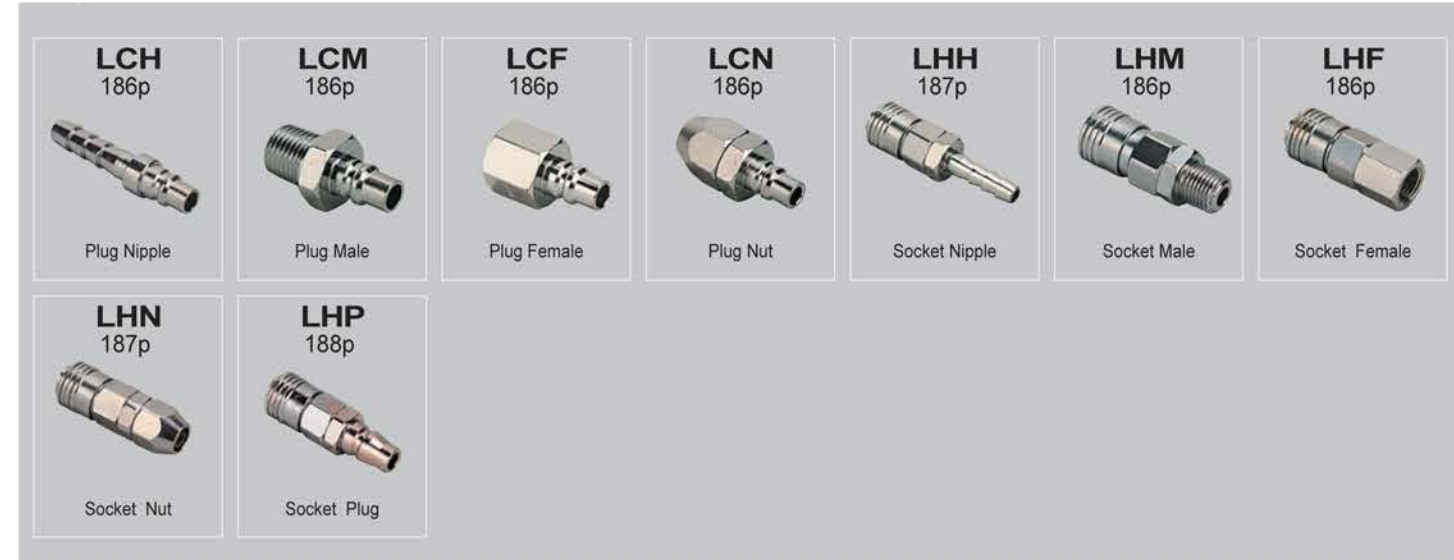 LCH
186p
Plug Nipple
LCM
186p
Plug Male
LCF
186p
Plug Female
LCN
186p
Plug Nut
LHH
187p
Socket Nipple
LHM
186p
Socket Male
LHF
186p
Socket Female
LHN
187p
Socket Nut
LHP
188p
Socket Plug